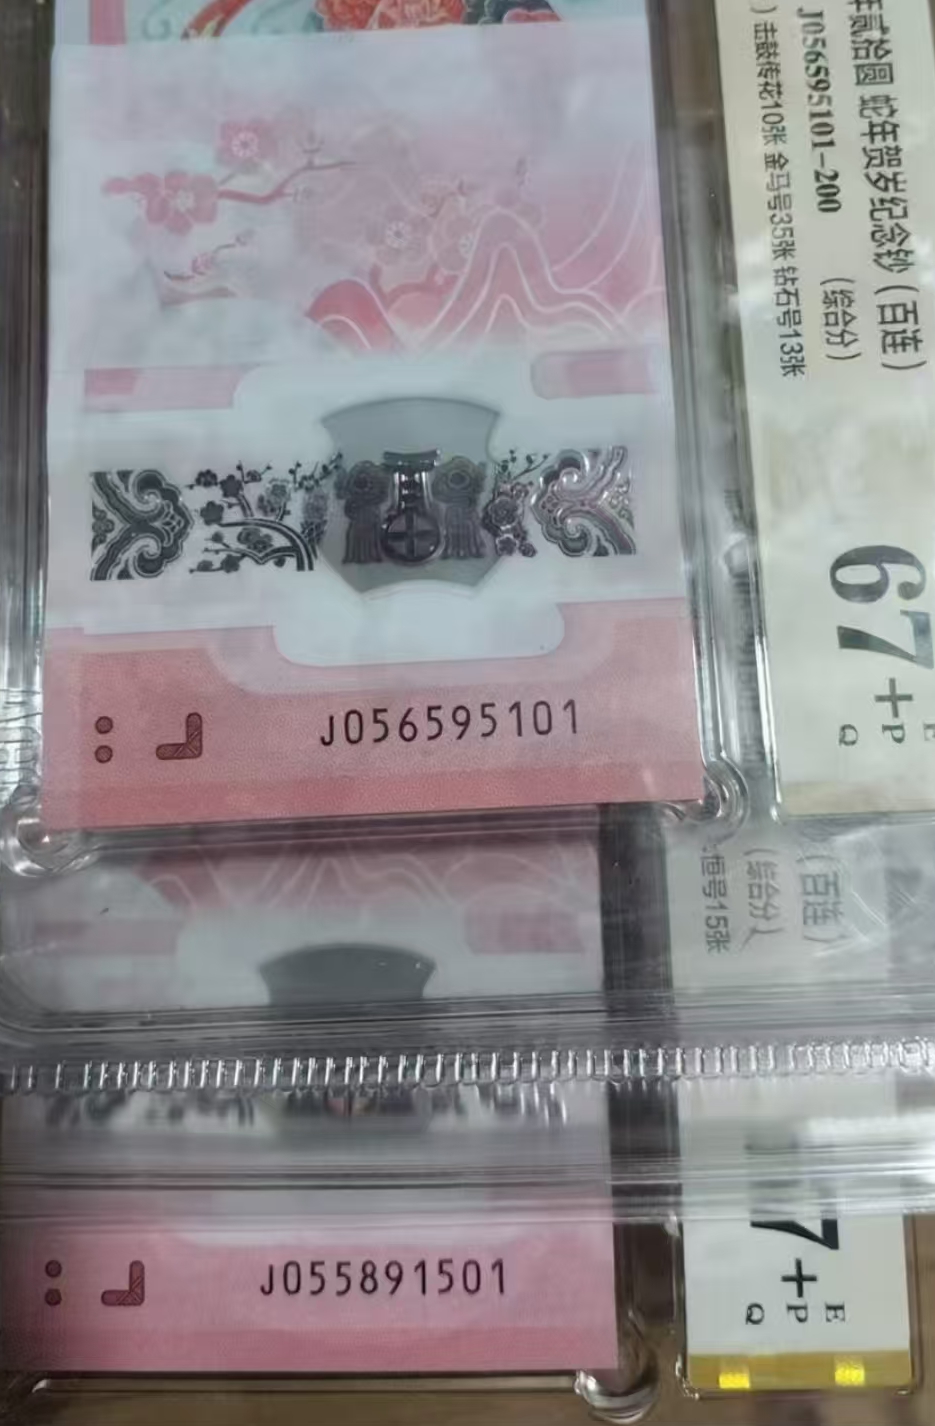 年贰拾圆 蛇年贺岁纪念钞（百连）
J056595101-200 （综合分）
）击鼓传花10张 金马号35张 钻石号13张
67+
E
P
Q
J056595101
（百连）
（综合分）
恒号15张
7+
E
P
Q
J055891501